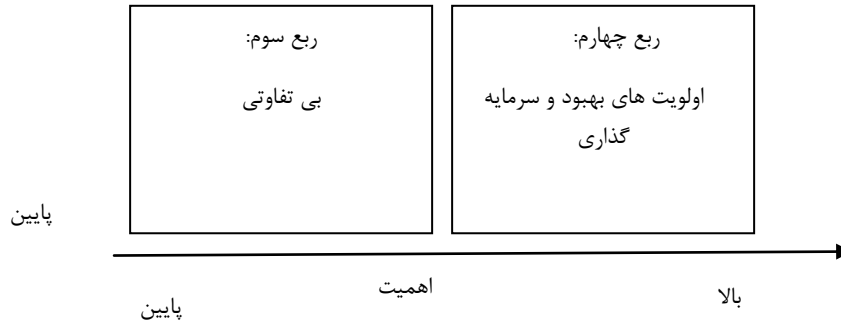 ربع چهارم:
اولویت های بهبود و سرمایه
گذاری
ربع سوم:
بی تفاوتی
پایین
بالا
اهمیت
پایین